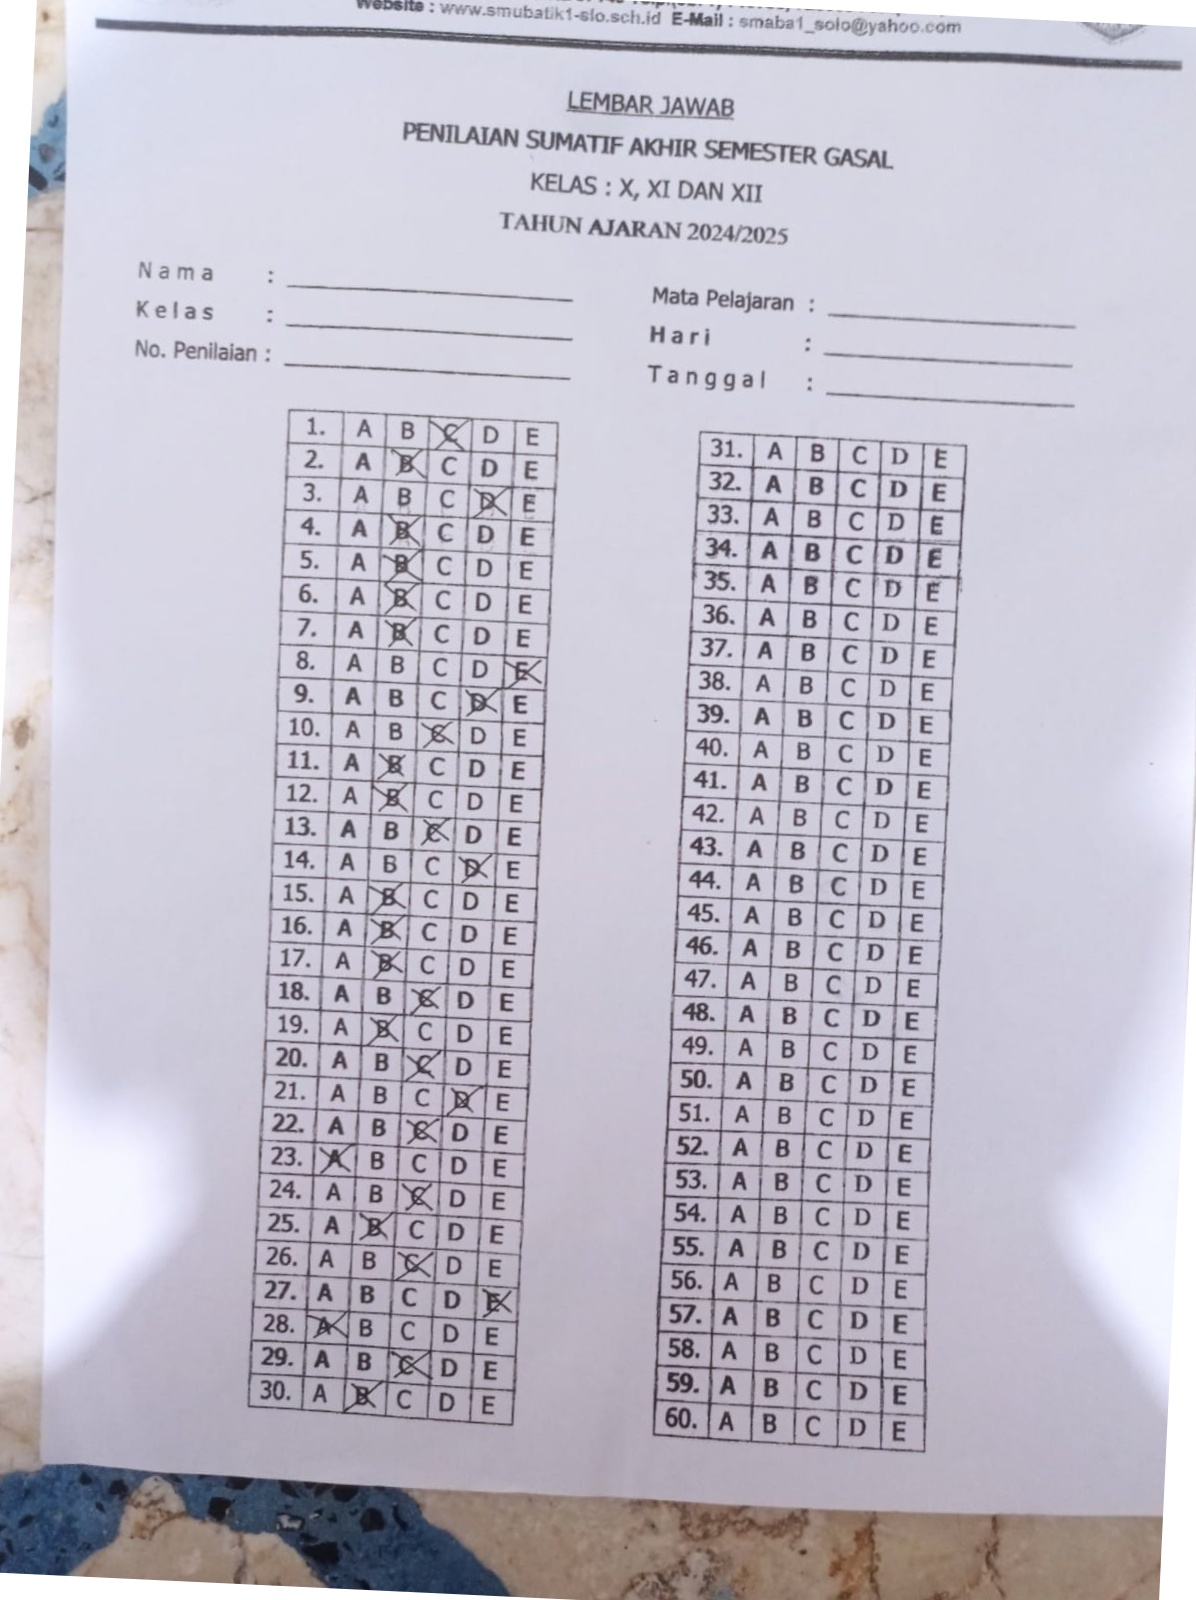 Website : www.smubatik1-slo.sch.id E-Mail : smaba1_solo@yahoo.com
LEMBAR JAWAB
PENILAIAN SUMATIF AKHIR SEMESTER GASAL
KELAS : X, XI DAN XII
TAHUN AJARAN 2024/2025
Nama :
Kelas :
No. Penilaian :
Mata Pelajaran :
Hari :
Tanggal :
1. A B C D E
2. A B C D E
3. A B C D E
4. A B C D E
5. A B C D E
6. A B C D E
7. A B C D E
8. A B C D E
9. A B C D E
10. A B C D E
11. A B C D E
12. A B C D E
13. A B C D E
14. A B C D E
15. A B C D E
16. A B C D E
17. A B C D E
18. A B C D E
19. A B C D E
20. A B C D E
21. A B C D E
22. A B C D E
23. A B C D E
24. A B C D E
25. A B C D E
26. A B C D E
27. A B C D E
28. A B C D E
29. A B C D E
30. A B C D E
31. A B C D E
32. A B C D E
33. A B C D E
34. A B C D E
35. A B C D E
36. A B C D E
37. A B C D E
38. A B C D E
39. A B C D E
40. A B C D E
41. A B C D E
42. A B C D E
43. A B C D E
44. A B C D E
45. A B C D E
46. A B C D E
47. A B C D E
48. A B C D E
49. A B C D E
50. A B C D E
51. A B C D E
52. A B C D E
53. A B C D E
54. A B C D E
55. A B C D E
56. A B C D E
57. A B C D E
58. A B C D E
59. A B C D E
60. A B C D E